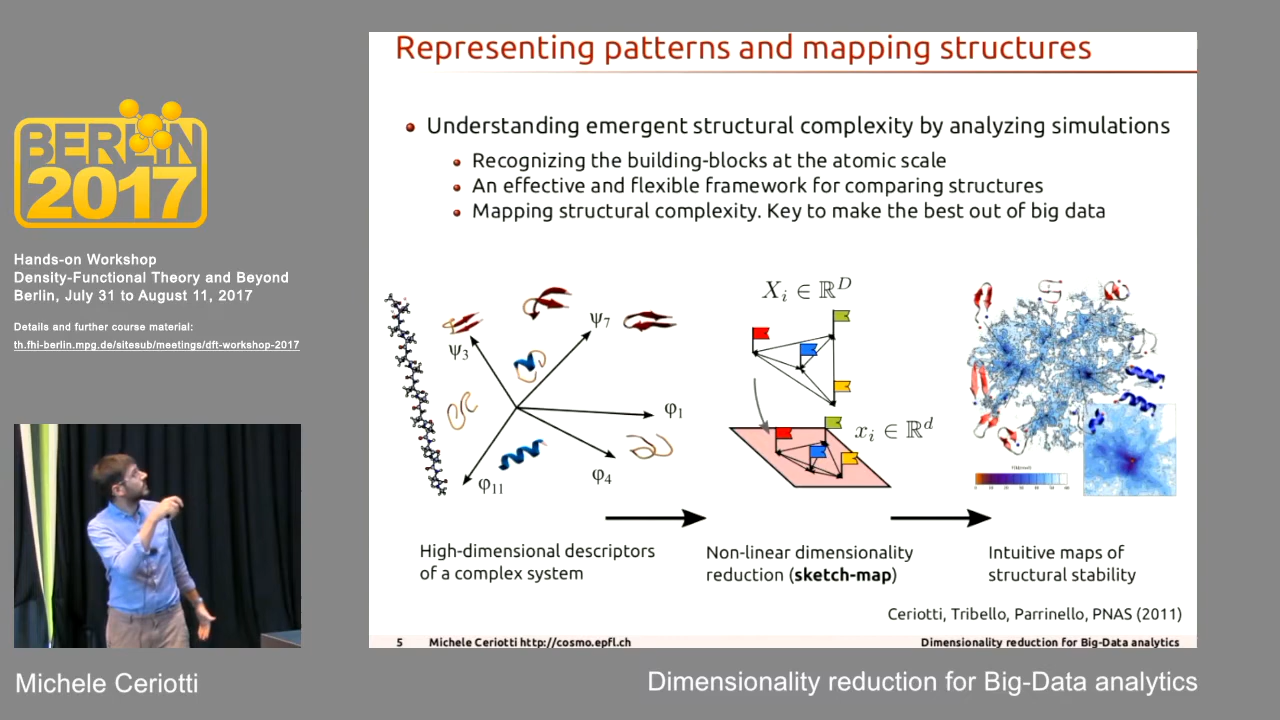 Representing patterns and mapping structures
Understanding emergent structural complexity by analyzing simulations
Recognizing the building-blocks at the atomic scale
An effective and flexible framework for comparing structures
Mapping structural complexity. Key to make the best out of big data
BERLIN
2017
Hands-on Workshop
Density-Functional Theory and Beyond
Berlin, July 31 to August 11, 2017
Details and further course material:
th.fhi-berlin.mpg.de/sitesub/meetings/dft-workshop-2017
ψ3
ψ7
φ1
φ4
φ11
Xi ∈ ℝD
xi ∈ ℝd
High-dimensional descriptors
of a complex system
Non-linear dimensionality
reduction (sketch-map)
Intuitive maps of
structural stability
Ceriotti, Tribello, Parrinello, PNAS (2011)
5 Michele Ceriotti http://cosmo.epfl.ch Dimensionality reduction for Big-Data analytics
Michele Ceriotti
Dimensionality reduction for Big-Data analytics